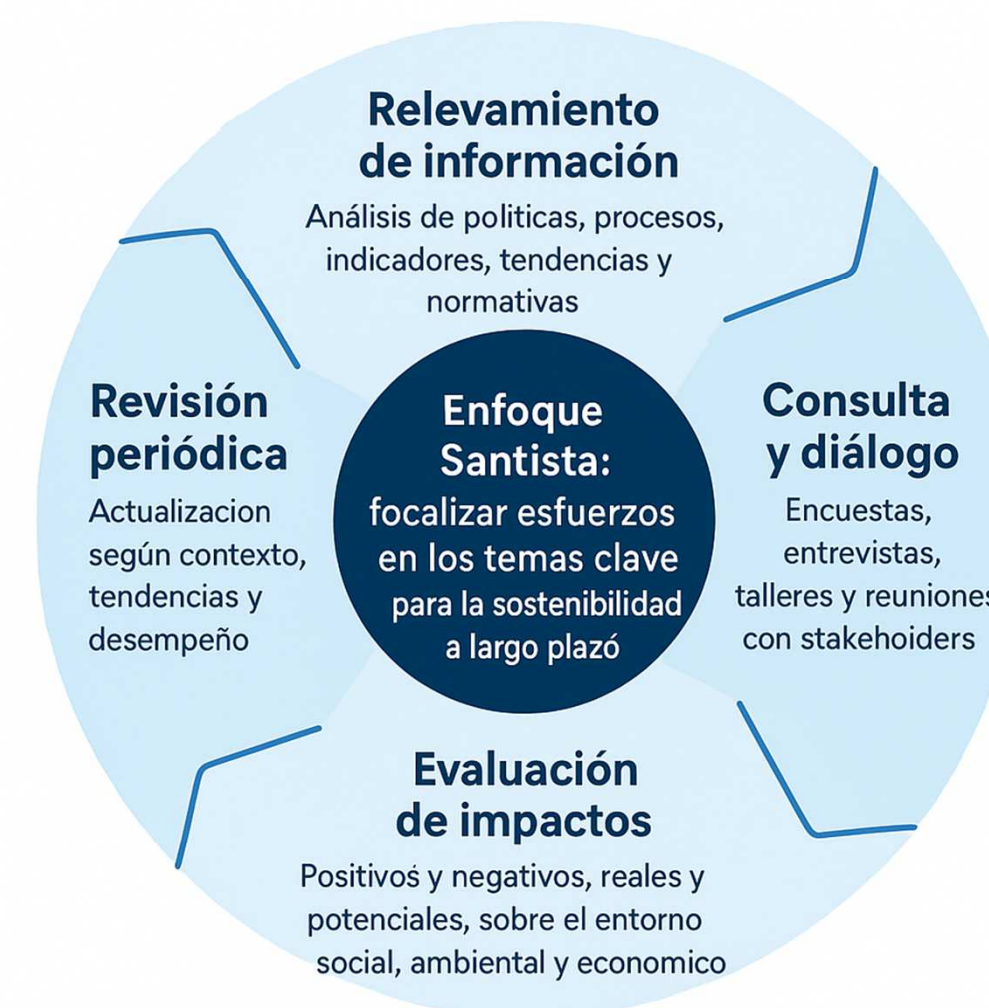 Relevamiento
de información
Análisis de politicas, procesos,
indicadores, tendencias y
normativas
Consulta
y diálogo
Encuestas,
entrevistas,
talleres y reuniones
con stakehoiders
Evaluación
de impactos
Positivoś y negativos, reales y
potenciales, sobre el entorno
social, ambiental y economico
Revisión
periódica
Actualizacion
según contexto,
tendencias y
desempeño
Enfoque
Santista:
focalizar esfuerzos
en los temas clave
para la sostenibilidad
a largo plazó